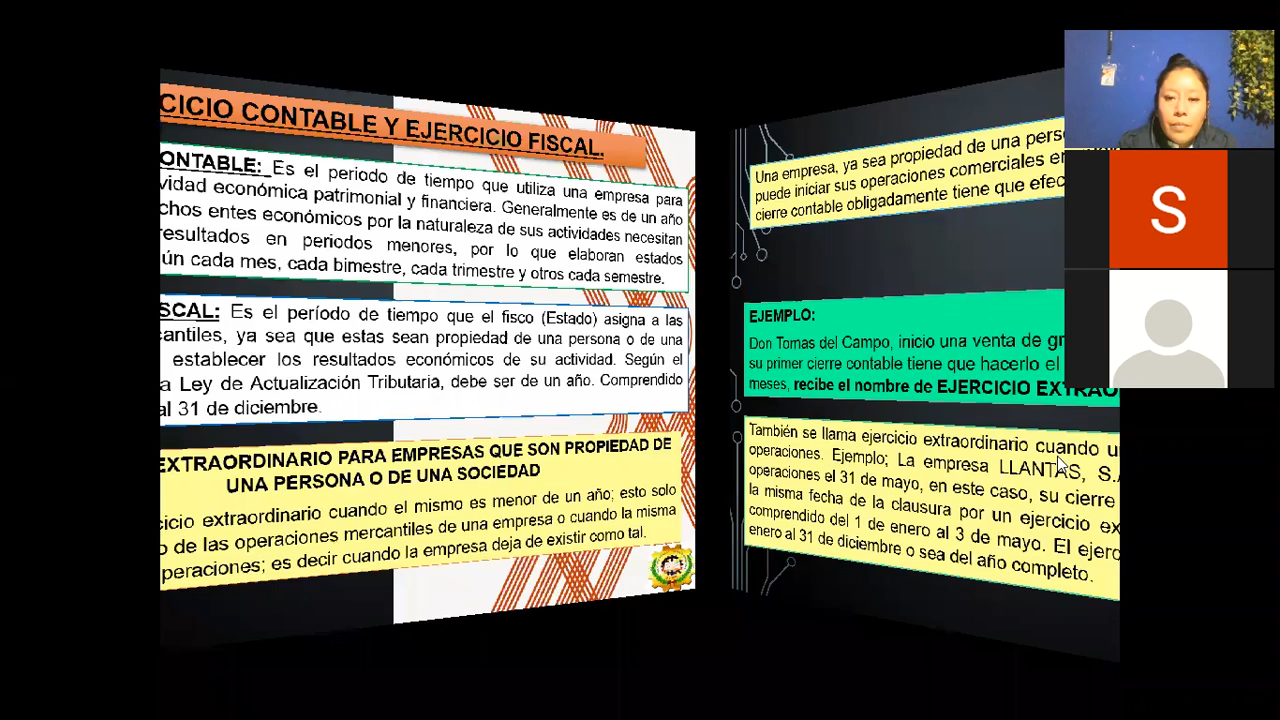 CICIO CONTABLE Y EJERCICIO FISCAL.
ONTABLE: Es el periodo de tiempo que utiliza una empresa para
vidad económica patrimonial y financiera. Generalmente es de un año
chos entes económicos por la naturaleza de sus actividades necesitan
resultados en periodos menores, por lo que elaboran estados
ún cada mes, cada bimestre, cada trimestre y otros cada semestre.
SCAL: Es el período de tiempo que el fisco (Estado) asigna a las
cantiles, ya sea que estas sean propiedad de una persona o de una
establecer los resultados económicos de su actividad. Según el
a Ley de Actualización Tributaria, debe ser de un año. Comprendido
al 31 de diciembre.
EXTRAORDINARIO PARA EMPRESAS QUE SON PROPIEDAD DE
UNA PERSONA O DE UNA SOCIEDAD
cicio extraordinario cuando el mismo es menor de un año; esto solo
o de las operaciones mercantiles de una empresa o cuando la misma
peraciones; es decir cuando la empresa deja de existir como tal.
Una empresa, ya sea propiedad de una pers
puede iniciar sus operaciones comerciales en
cierre contable obligadamente tiene que efec
EJEMPLO:
Don Tomas del Campo, inicio una venta de gr
su primer cierre contable tiene que hacerlo el
meses, recibe el nombre de EJERCICIO EXTRAO
También se llama ejercicio extraordinario cuando u
operaciones. Ejemplo; La empresa LLANTAS, S.A
operaciones el 31 de mayo, en este caso, su cierre
la misma fecha de la clausura por un ejercicio ex
comprendido del 1 de enero al 3 de mayo. El ejerc
enero al 31 de diciembre o sea del año completo.
S